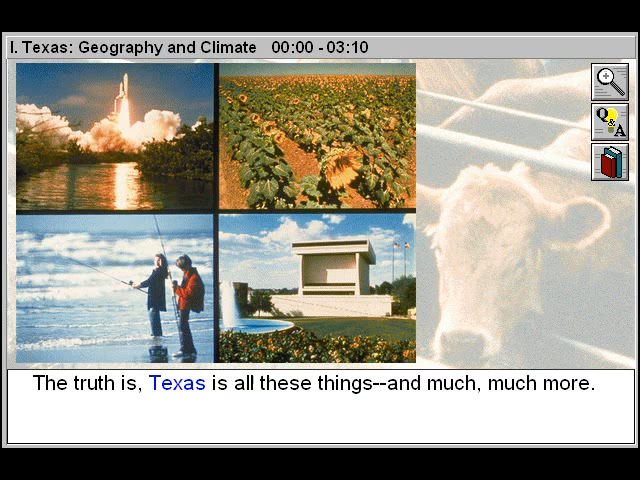 I. Texas: Geography and Climate 00:00 - 03:10
Q&A
The truth is, Texas is all these things--and much, much more.